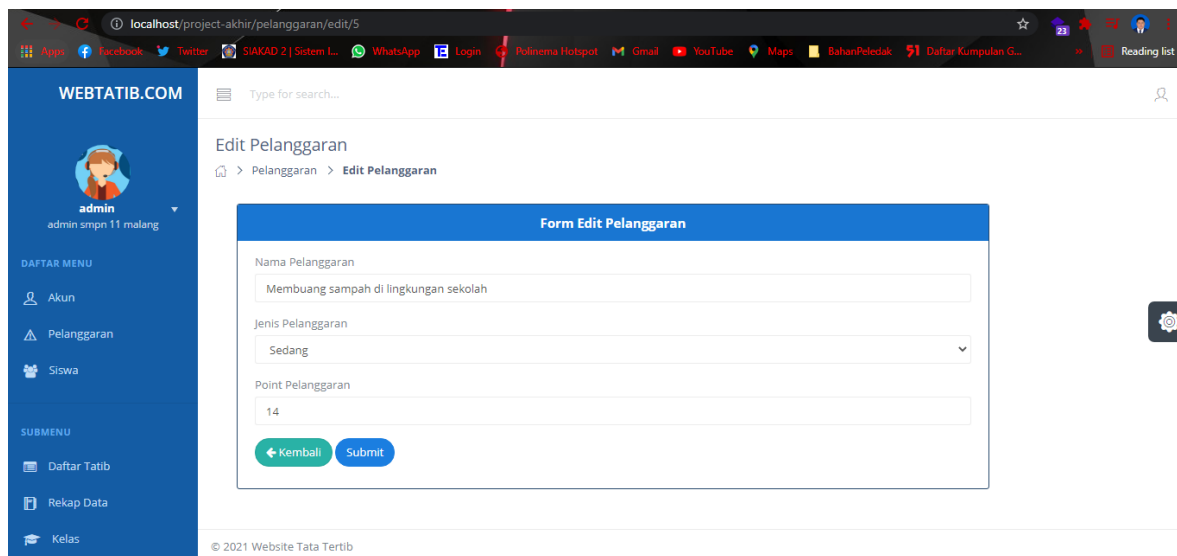 localhost/project-akhir/pelanggaran/edit/5
23
Apps Facebook Twitter SIAKAD 2 | Sistem I... WhatsApp Login Polinema Hotspot Gmail YouTube Maps BahanPeledak Daftar Kumpulan G... » Reading list
WEBTATIB.COM
Type for search...
admin
admin smpn 11 malang
DAFTAR MENU
Akun
Pelanggaran
Siswa
SUBMENU
Daftar Tatib
Rekap Data
Kelas
Edit Pelanggaran
> Pelanggaran > Edit Pelanggaran
Form Edit Pelanggaran
Nama Pelanggaran
Membuang sampah di lingkungan sekolah
Jenis Pelanggaran
Sedang
Point Pelanggaran
14
Kembali Submit
© 2021 Website Tata Tertib